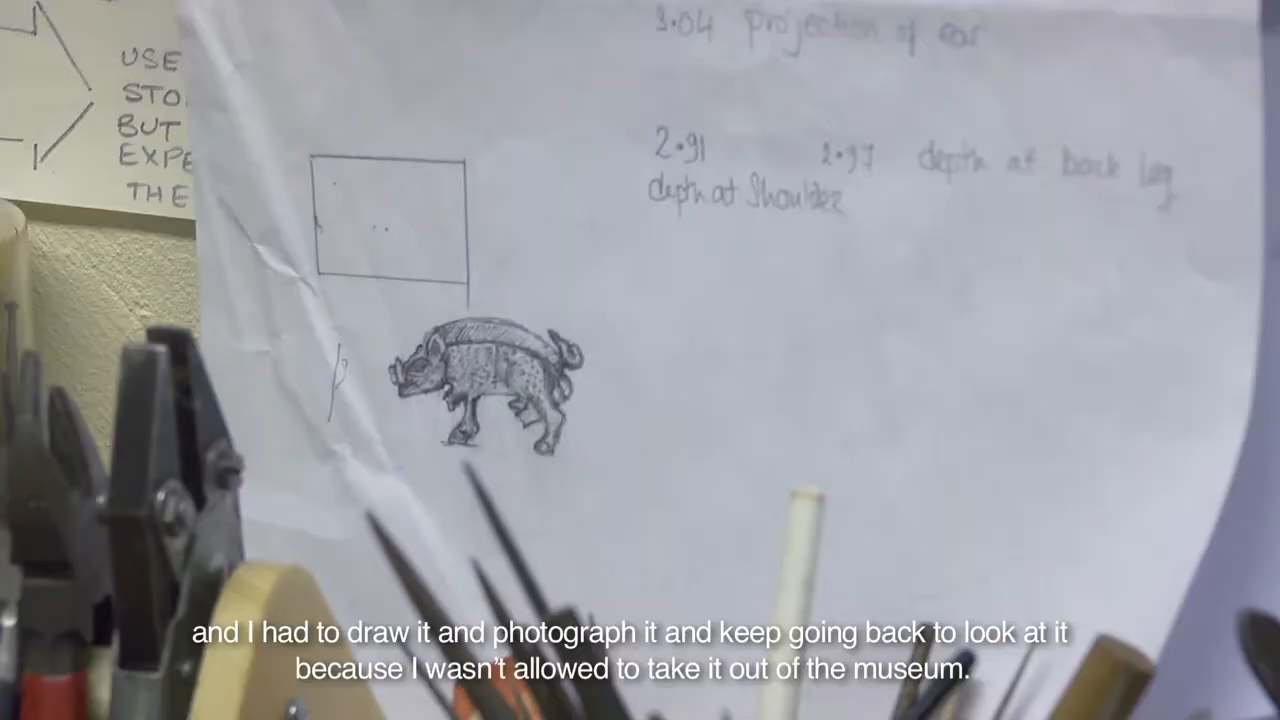 USE
STO
BUT
EXPE
THE
3.04 projection of ear
2.91
depth at Shoulder
2.97 depth at back leg
and I had to draw it and photograph it and keep going back to look at it
because I wasn't allowed to take it out of the museum.